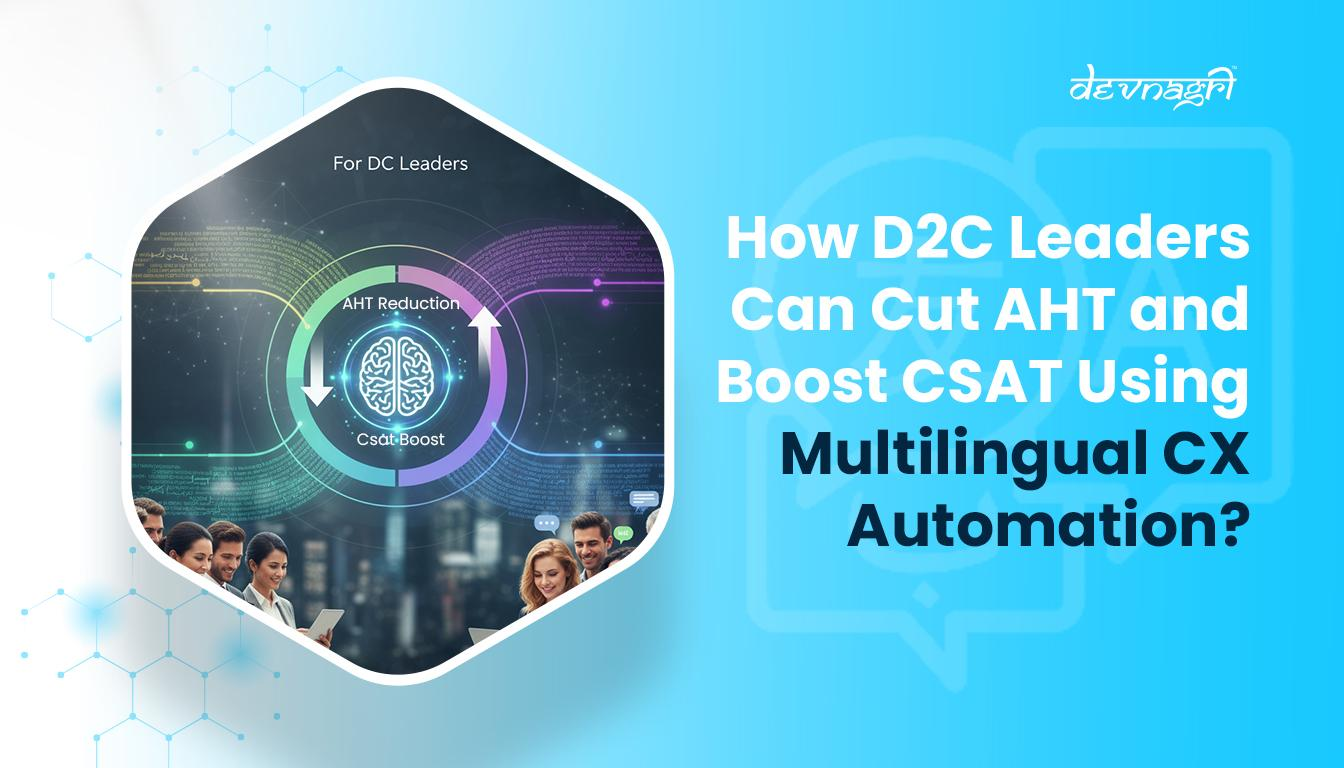 devnagri
For DC Leaders
AHT Reduction
Csat Boost
How D2C Leaders
Can Cut AHT and
Boost CSAT Using
Multilingual CX
Automation?